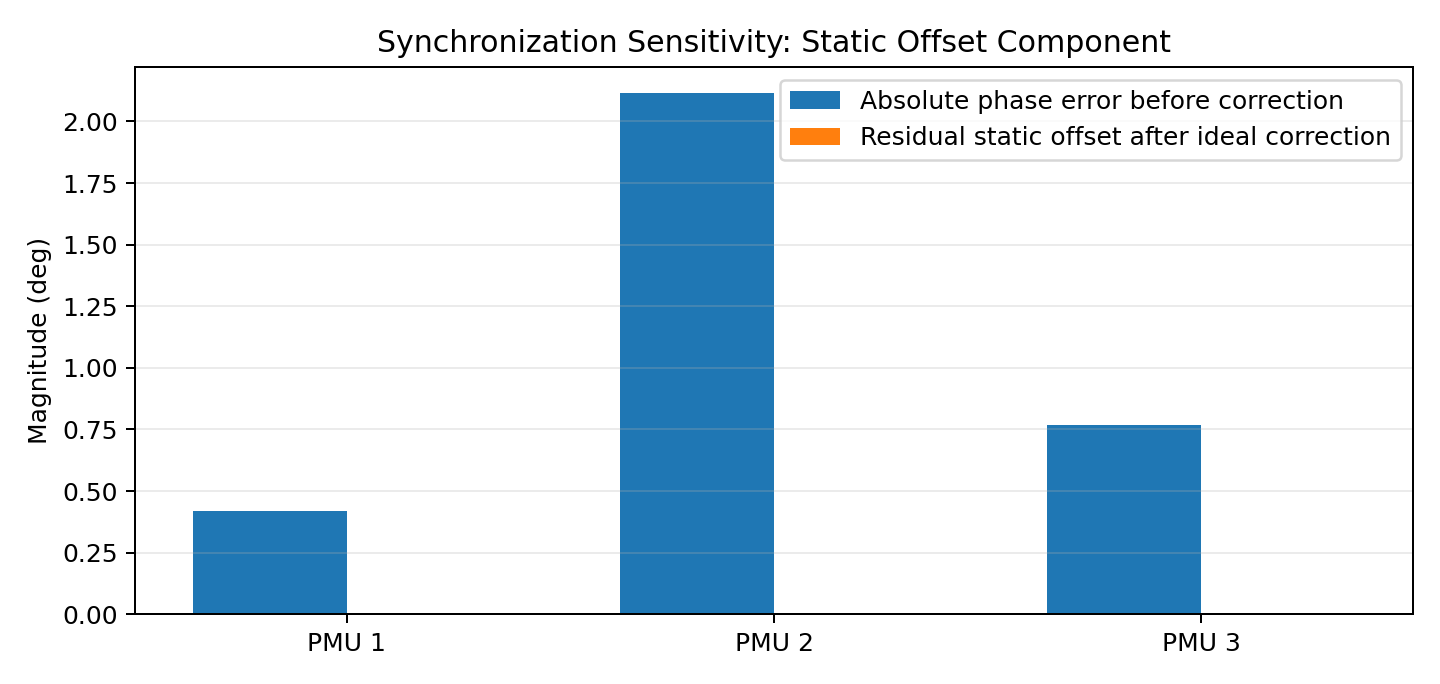 Synchronization Sensitivity: Static Offset Component
Absolute phase error before correction
Residual static offset after ideal correction
Magnitude (deg)
2.00
1.75
1.50
1.25
1.00
0.75
0.50
0.25
0.00
PMU 1
PMU 2
PMU 3